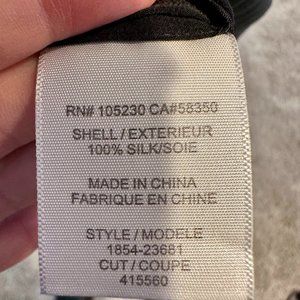 RN# 105230 CA#58350
SHELL / EXTERIEUR
100% SILK/SOIE
MADE IN CHINA
FABRIQUE EN CHINE
STYLE / MODELE
1854-23681
CUT / COUPE
415560